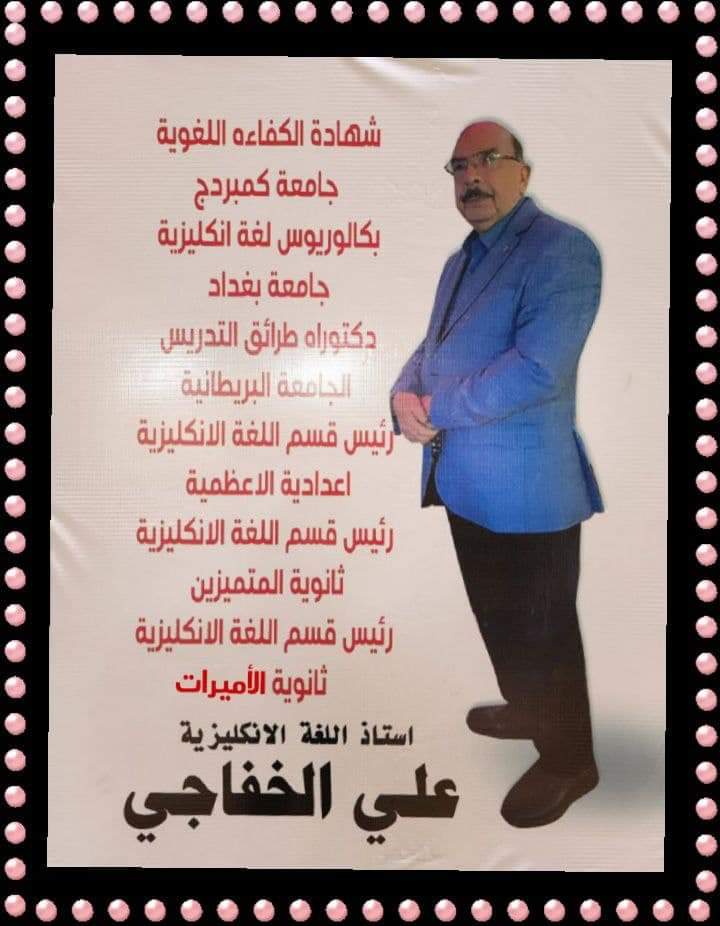 شهادة الكفاءه اللغوية
جامعة كمبردج
بكالوريوس لغة انكليزية
جامعة بغداد
دكتوراه طرائق التدريس
الجامعة البريطانية
رئيس قسم اللغة الانكليزية
اعدادية الاعظمية
رئيس قسم اللغة الانكليزية
ثانوية المتميزين
رئيس قسم اللغة الانكليزية
ثانوية الأميرات
استاذ اللغة الانكليزية
علي الخفاجي